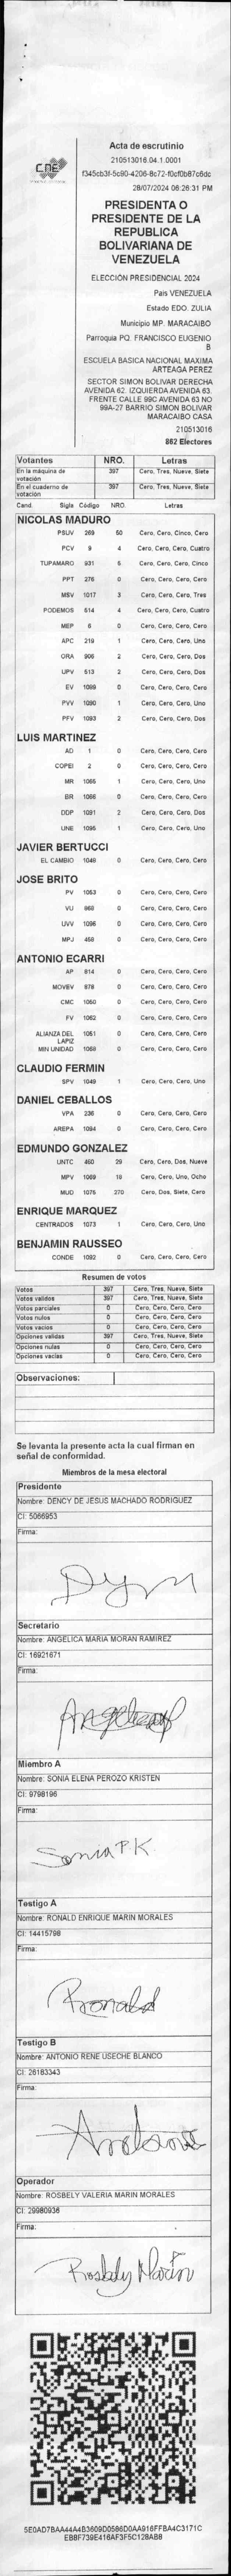 CNE
Acta de escrutinio
210513016.04.1.0001
f345cb3f-5c90-4206-8c72-f0cf0b87c6dc
28/07/2024 06:26:31 PM
PRESIDENTA O
PRESIDENTE DE LA
REPUBLICA
BOLIVARIANA DE
VENEZUELA
ELECCIÓN PRESIDENCIAL 2024
Pais VENEZUELA
Estado EDO. ZULIA
Municipio MP. MARACAIBO
Parroquia PQ. FRANCISCO EUGENIO
B
ESCUELA BASICA NACIONAL MAXIMA
ARTEAGA PEREZ
SECTOR SIMON BOLIVAR DERECHA
AVENIDA 62. IZQUIERDA AVENIDA 63.
FRENTE CALLE 99C AVENIDA 63 NO
99A-27 BARRIO SIMON BOLIVAR
MARACAIBO CASA
210513016
862 Electores
Votantes NRO. Letras
En la máquina de votación 397 Cero, Tres, Nueve, Siete
En el cuaderno de votación 397 Cero, Tres, Nueve, Siete
Cand. Sigla Código NRO. Letras
NICOLAS MADURO
PSUV 269 50 Cero, Cero, Cinco, Cero
PCV 9 4 Cero, Cero, Cero, Cuatro
TUPAMARO 931 5 Cero, Cero, Cero, Cinco
PPT 276 0 Cero, Cero, Cero, Cero
MSV 1017 3 Cero, Cero, Cero, Tres
PODEMOS 514 4 Cero, Cero, Cero, Cuatro
MEP 6 0 Cero, Cero, Cero, Cero
APC 219 1 Cero, Cero, Cero, Uno
ORA 906 2 Cero, Cero, Cero, Dos
UPV 513 2 Cero, Cero, Cero, Dos
EV 1089 0 Cero, Cero, Cero, Cero
PVV 1090 1 Cero, Cero, Cero, Uno
PFV 1093 2 Cero, Cero, Cero, Dos
LUIS MARTINEZ
AD 1 0 Cero, Cero, Cero, Cero
COPEI 2 0 Cero, Cero, Cero, Cero
MR 1065 1 Cero, Cero, Cero, Uno
BR 1066 0 Cero, Cero, Cero, Cero
DDP 1091 2 Cero, Cero, Cero, Dos
UNE 1095 1 Cero, Cero, Cero, Uno
JAVIER BERTUCCI
EL CAMBIO 1049 0 Cero, Cero, Cero, Cero
JOSE BRITO
PV 1053 0 Cero, Cero, Cero, Cero
VU 968 0 Cero, Cero, Cero, Cero
UVV 1096 0 Cero, Cero, Cero, Cero
MPJ 459 0 Cero, Cero, Cero, Cero
ANTONIO ECARRI
AP 814 0 Cero, Cero, Cero, Cero
MOVEV 878 0 Cero, Cero, Cero, Cero
CMC 1050 0 Cero, Cero, Cero, Cero
FV 1062 0 Cero, Cero, Cero, Cero
ALIANZA DEL LAPIZ 1051 0 Cero, Cero, Cero, Cero
MIN UNIDAD 1068 0 Cero, Cero, Cero, Cero
CLAUDIO FERMIN
SPV 1 Cero, Cero, Cero, Uno
DANIEL CEBALLOS
VPA 236 0 Cero, Cero, Cero, Cero
AREPA 1094 0 Cero, Cero, Cero, Cero
EDMUNDO GONZALEZ
UNTC 29 Cero, Cero, Dos, Nueve
MPV 1069 18 Cero, Cero, Uno, Ocho
MUD 1075 270 Cero, Dos, Siete, Cero
ENRIQUE MARQUEZ
CENTRADOS 1073 1 Cero, Cero, Cero, Uno
BENJAMIN RAUSSEO
CONDE 1092 0 Cero, Cero, Cero, Cero
Resumen de votos
Votos 397 Cero, Tres, Nueve, Siete
Votos validos 397 Cero, Tres, Nueve, Siete
Votos parciales 0 Cero, Cero, Cero, Cero
Votos nulos 0 Cero, Cero, Cero, Cero
Votos vacios 0 Cero, Cero, Cero, Cero
Opciones validas 397 Cero, Tres, Nueve, Siete
Opciones nulas 0 Cero, Cero, Cero, Cero
Opciones vacias 0 Cero, Cero, Cero, Cero
Observaciones:
Se levanta la presente acta la cual firman en
señal de conformidad.
Miembros de la mesa electoral
Presidente
Nombre: DENCY DE JESUS MACHADO RODRIGUEZ
CI: 5066953
Firma:
Secretario
Nombre: ANGELICA MARIA MORAN RAMIREZ
CI: 16921671
Firma:
Miembro A
Nombre: SONIA ELENA PEROZO KRISTEN
CI: 9798196
Firma:
Sonia P.K.
Testigo A
Nombre: RONALD ENRIQUE MARIN MORALES
CI: 14415798
Firma:
Ronald
Testigo B
Nombre: ANTONIO RENE USECHE BLANCO
CI: 26183343
Firma:
Operador
Nombre: ROSBELY VALERIA MARIN MORALES
CI: 29980936
Firma:
Rosbely Marin
5E0AD7BAA44A4B3609D0586D0AA916FFBA4C3171C
EB8F739E416AF3F5C128AB8